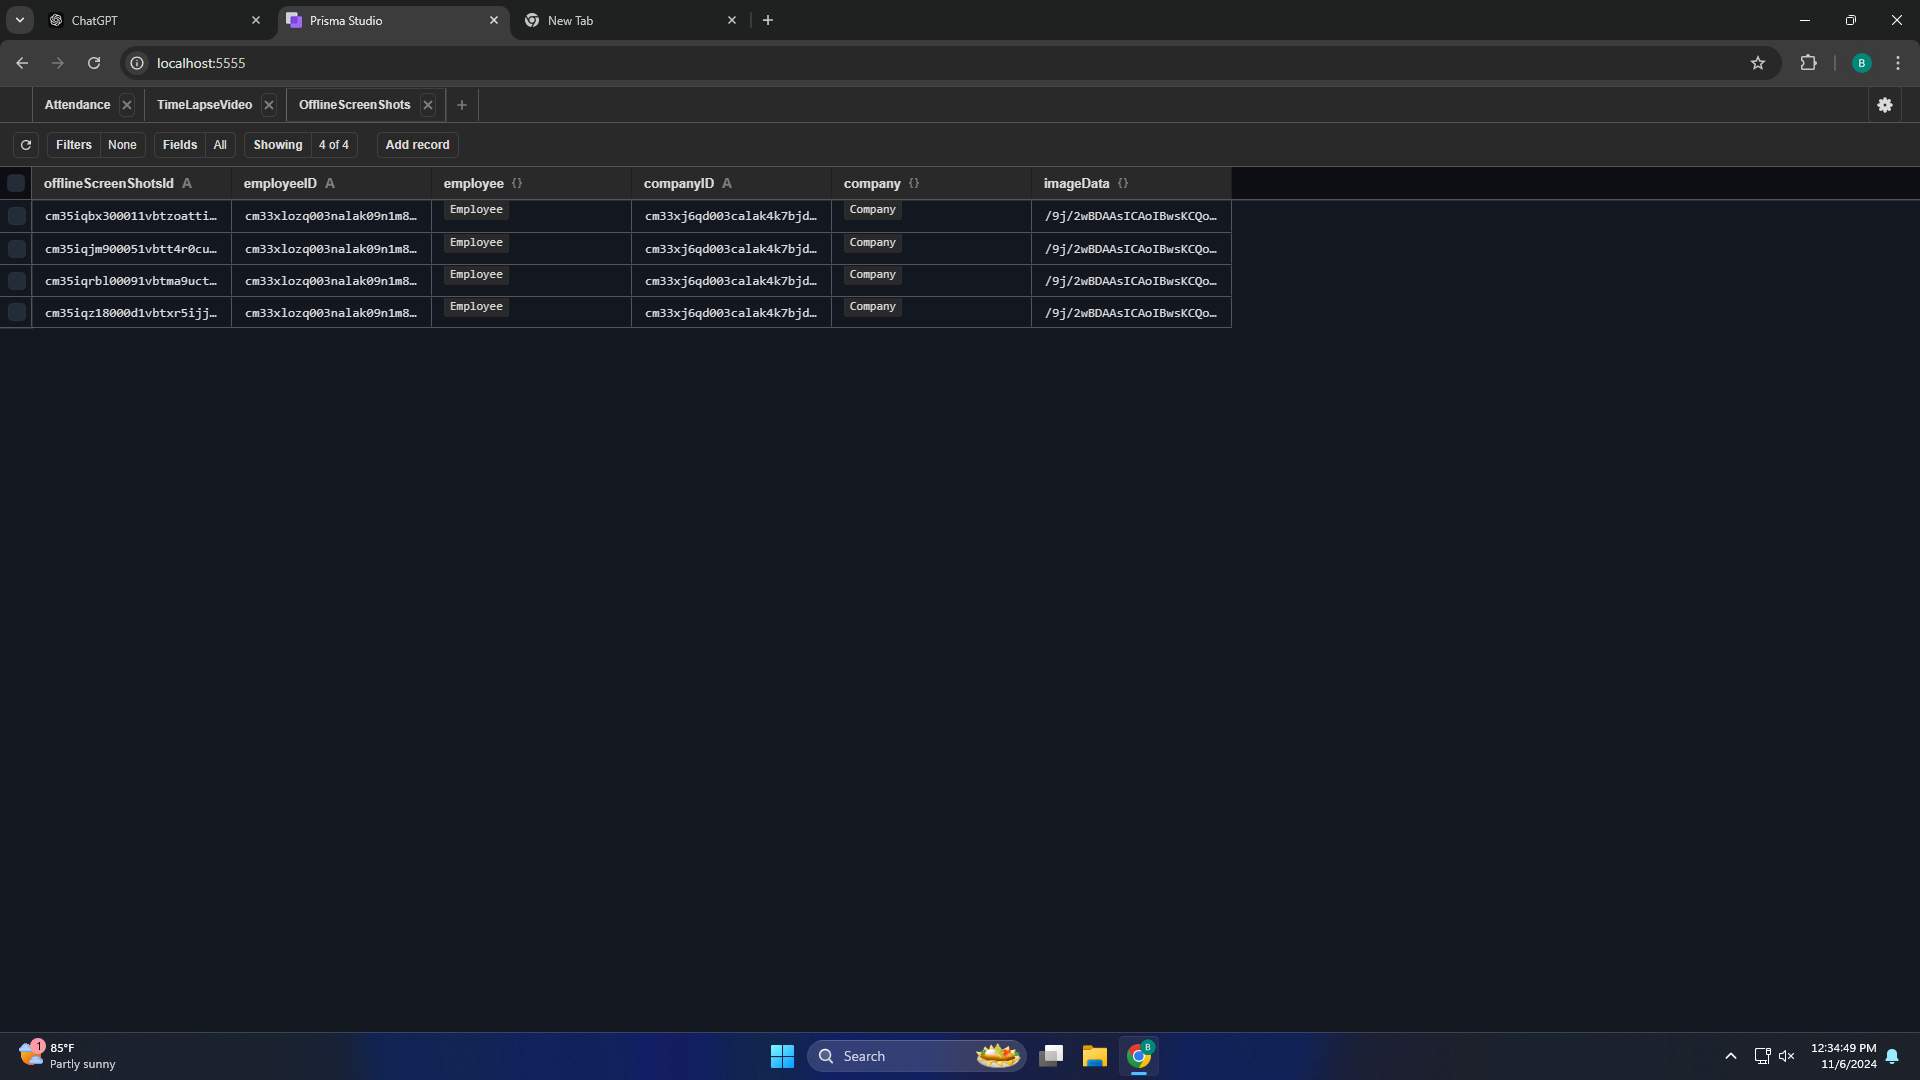 ChatGPT
Prisma Studio
New Tab
localhost:5555
B
Attendance
TimeLapseVideo
OfflineScreenShots
Filters None
Fields All
Showing 4 of 4
Add record
offlineScreenShotsId A employeeID A employee {} companyID A company {} imageData {}
cm35iqbx300011vbtzoatti… cm33xlozq003nalak09n1m8… Employee cm33xj6qd003calak4k7bjd… Company /9j/2wBDAAsICAoIBwsKCQo…
cm35iqjm900051vbtt4r0cu… cm33xlozq003nalak09n1m8… Employee cm33xj6qd003calak4k7bjd… Company /9j/2wBDAAsICAoIBwsKCQo…
cm35iqrbl00091vbtma9uct… cm33xlozq003nalak09n1m8… Employee cm33xj6qd003calak4k7bjd… Company /9j/2wBDAAsICAoIBwsKCQo…
cm35iqz18000d1vbtxr5ijj… cm33xlozq003nalak09n1m8… Employee cm33xj6qd003calak4k7bjd… Company /9j/2wBDAAsICAoIBwsKCQo…
1
85°F
Partly sunny
Search
B
12:34:49 PM
11/6/2024